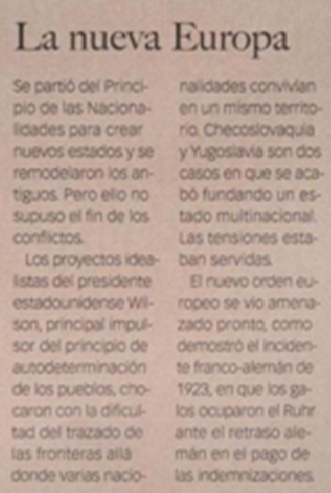 La nueva Europa
Se partió del Princi-
pio de las Naciona-
lidades para crear
nuevos estados y se
remodelaron los an-
tiguos. Pero ello no
supuso el fin de los
conflictos.
Los proyectos idea-
listas del presidente
estadounidense Wil-
son, principal impul-
sor del principio de
autodeterminación
de los pueblos, cho-
caron con la dificul-
tad del trazado de
las fronteras allá
donde varias nacio-
nalidades convivían
en un mismo territo-
rio. Checoslovaquia
y Yugoslavia son dos
casos en que se aca-
bó fundando un es-
tado multinacional.
Las tensiones esta-
ban servidas.
El nuevo orden eu-
ropeo se vio amena-
zado pronto, como
demostró el inciden-
te franco-alemán de
1923, en que los ga-
los ocuparon el Ruhr
ante el retraso ale-
mán en el pago de
las indemnizaciones.